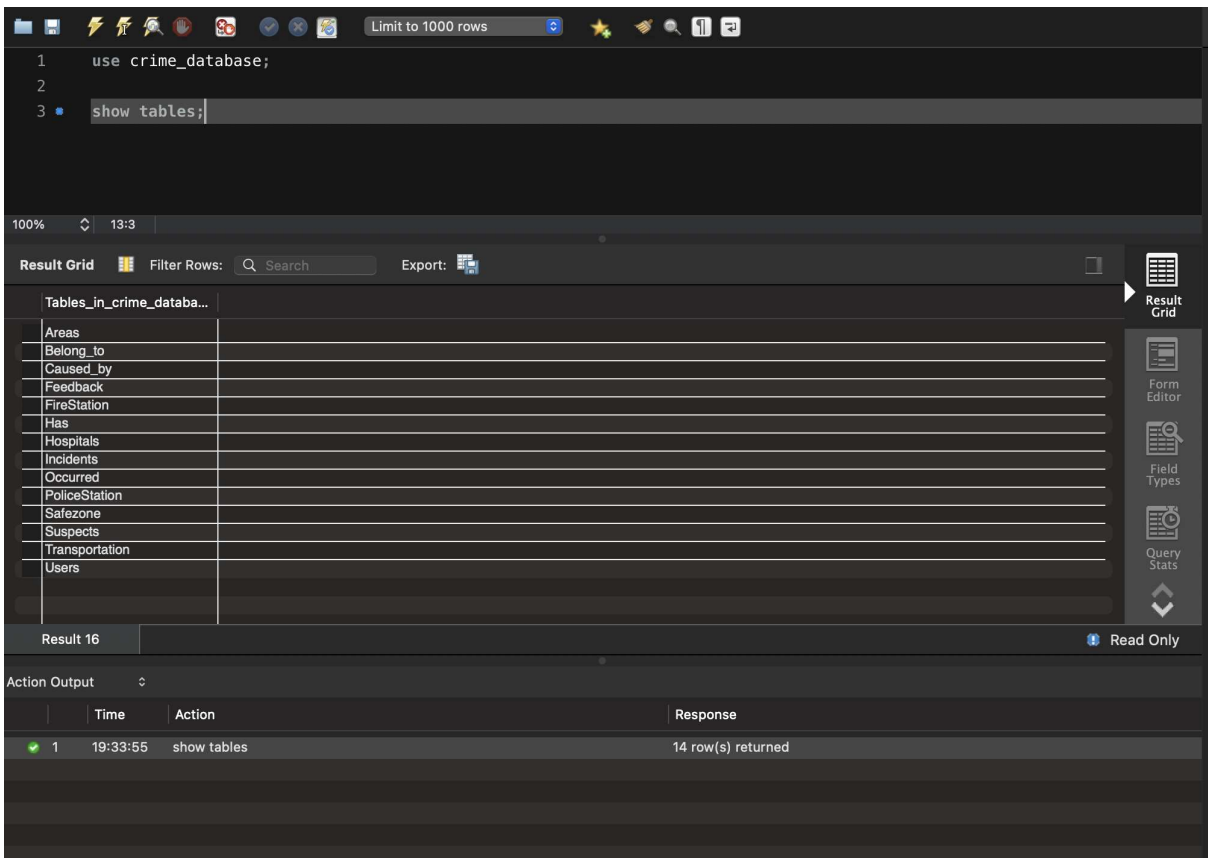 Limit to 1000 rows
1 use crime_database;
2
3 show tables;
100% 13:3
Result Grid Filter Rows: Search Export:
Tables_in_crime_databa...
Areas
Belong_to
Caused_by
Feedback
FireStation
Has
Hospitals
Incidents
Occurred
PoliceStation
Safezone
Suspects
Transportation
Users
Result
Grid
Form
Editor
Field
Types
Query
Stats
Result 16 Read Only
Action Output
Time Action Response
1 19:33:55 show tables 14 row(s) returned